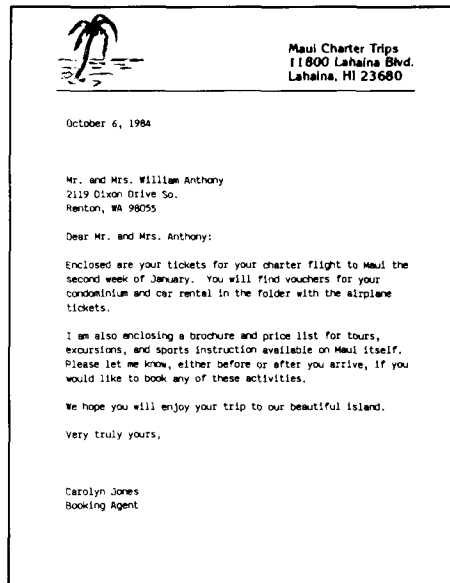 Maui Charter Trips
11800 Lahaina Blvd.
Lahaina, HI 23680
October 6, 1984
Mr. and Mrs. William Anthony
2119 Dixon Drive So.
Renton, WA 98055
Dear Mr. and Mrs. Anthony:
Enclosed are your tickets for your charter flight to Maui the
second week of January. You will find vouchers for your
condominium and car rental in the folder with the airplane
tickets.
I am also enclosing a brochure and price list for tours,
excursions, and sports instruction available on Maui itself.
Please let me know, either before or after you arrive, if you
would like to book any of these activities.
We hope you will enjoy your trip to our beautiful island.
Very truly yours,
Carolyn Jones
Booking Agent